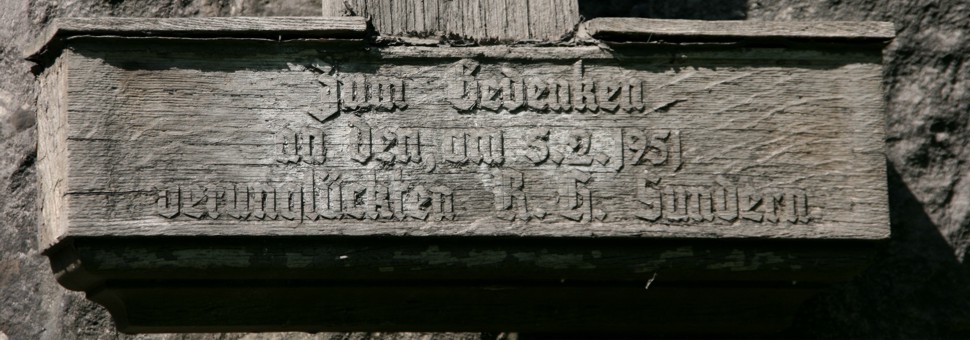 Zum Gedenken
an den, am 5.2.1951
verunglückten K. G. Sundern.